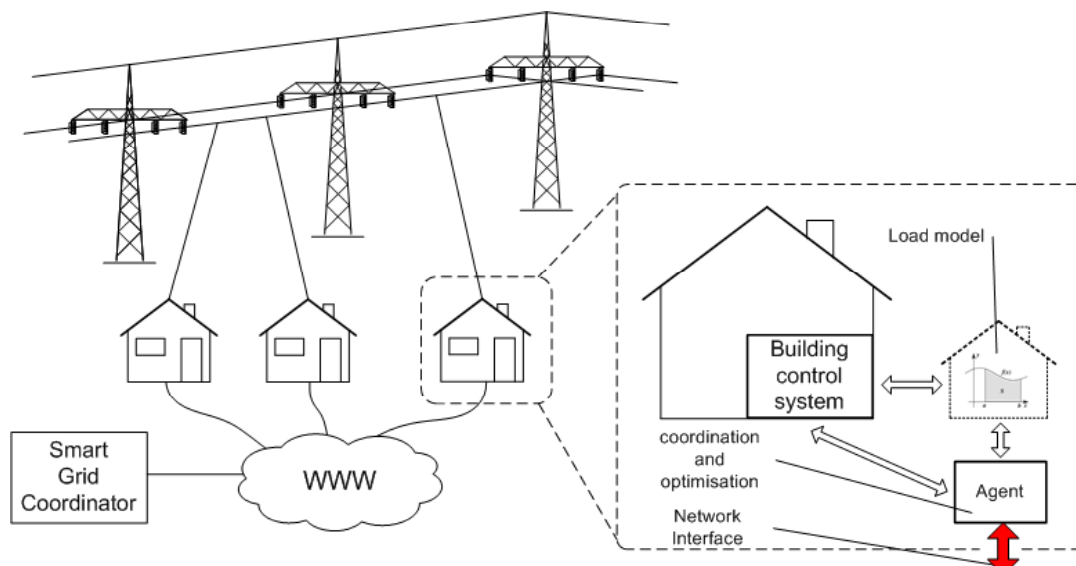 Load model
Building
control
system
coordination
and
optimisation
Agent
Network
Interface
Smart
Grid
Coordinator
WWW
f(x)
y
S
a
b
x